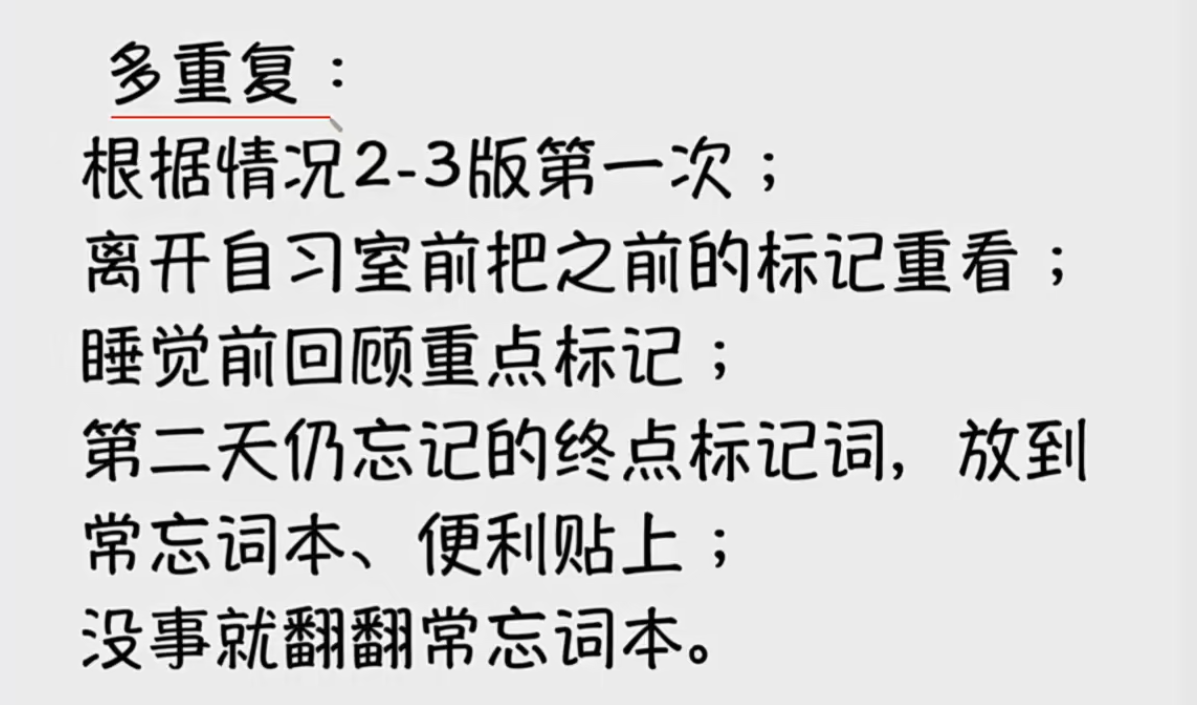 多重复：
根据情况2-3版第一次；
离开自习室前把之前的标记重看；
睡觉前回顾重点标记；
第二天仍忘记的终点标记词，放到
常忘词本、便利贴上；
没事就翻翻常忘词本。